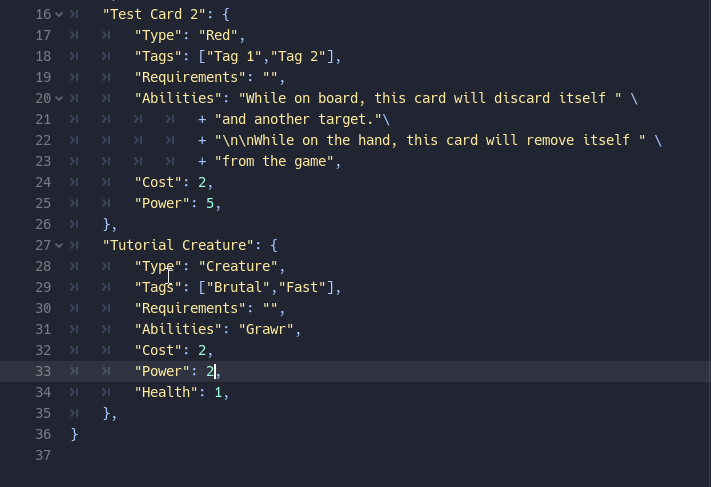 16 "Test Card 2": {
17 "Type": "Red",
18 "Tags": ["Tag 1","Tag 2"],
19 "Requirements": "",
20 "Abilities": "While on board, this card will discard itself " \
21 + "and another target."\
22 + "\n\nWhile on the hand, this card will remove itself " \
23 + "from the game",
24 "Cost": 2,
25 "Power": 5,
26 },
27 "Tutorial Creature": {
28 "Type": "Creature",
29 "Tags": ["Brutal","Fast"],
30 "Requirements": "",
31 "Abilities": "Grawr",
32 "Cost": 2,
33 "Power": 2,
34 "Health": 1,
35 },
36 }
37